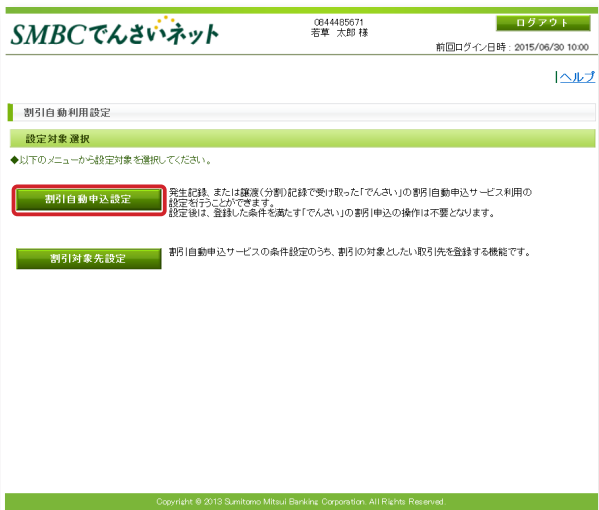 SMBCでんさいネット
0844485671
若草 太郎 様
ログアウト
前回ログイン日時 : 2015/06/30 10:00
ヘルプ
割引自動利用設定
設定対象選択
◆以下のメニューから設定対象を選択してください。
割引自動申込設定
発生記録、または譲渡(分割)記録で受け取った「でんさい」の割引自動申込サービス利用の
設定を行うことができます。
設定後は、登録した条件を満たす「でんさい」の割引申込の操作は不要となります。
割引対象先設定
割引自動申込サービスの条件設定のうち、割引の対象としたい取引先を登録する機能です。
Copyright © 2013 Sumitomo Mitsui Banking Corporation. All Rights Reserved.